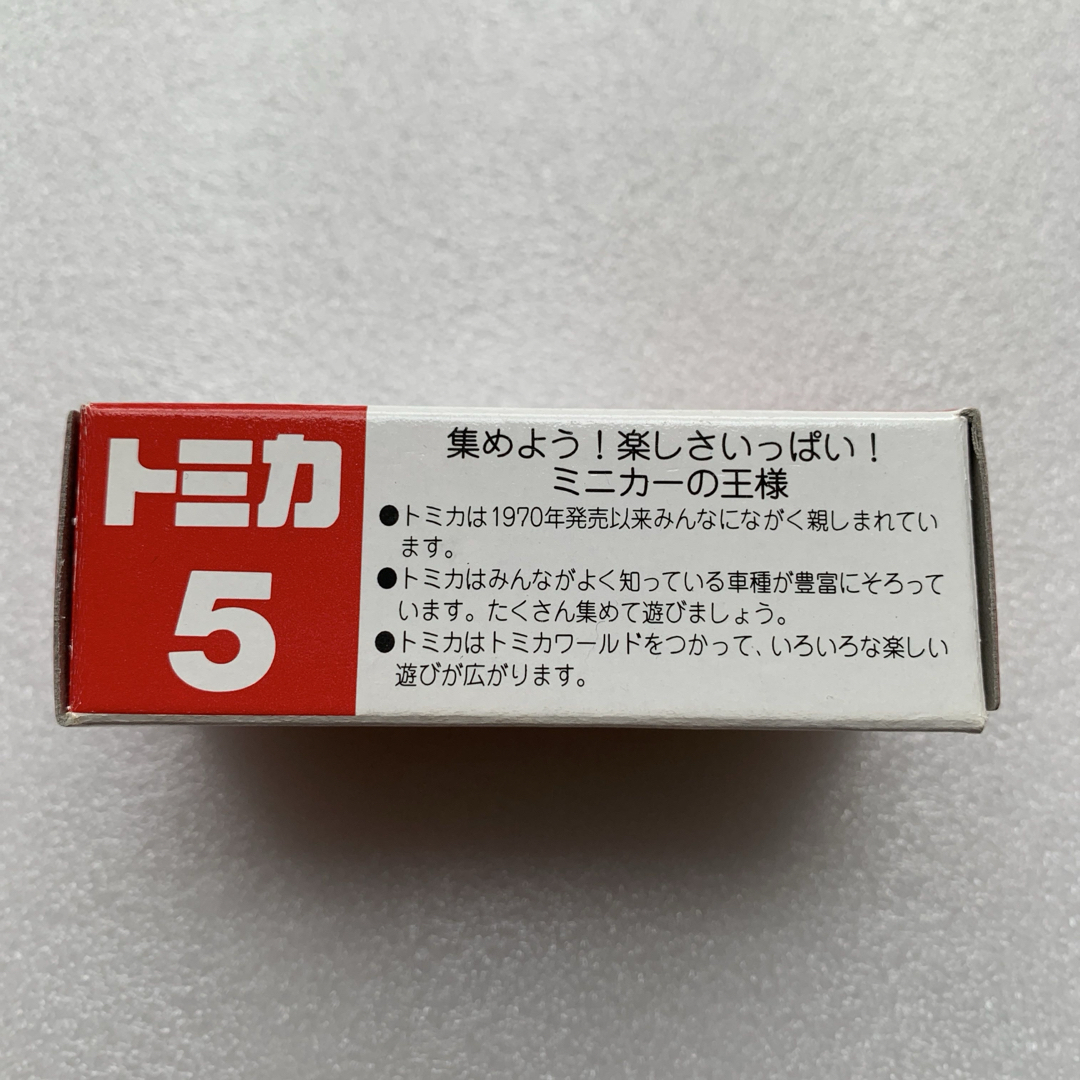 トミカ
5
集めよう！楽しさいっぱい！
ミニカーの王様
●トミカは1970年発売以来みんなにながく親しまれてい
ます。
●トミカはみんながよく知っている車種が豊富にそろって
います。たくさん集めて遊びましょう。
●トミカはトミカワールドをつかって、いろいろな楽しい
遊びが広がります。